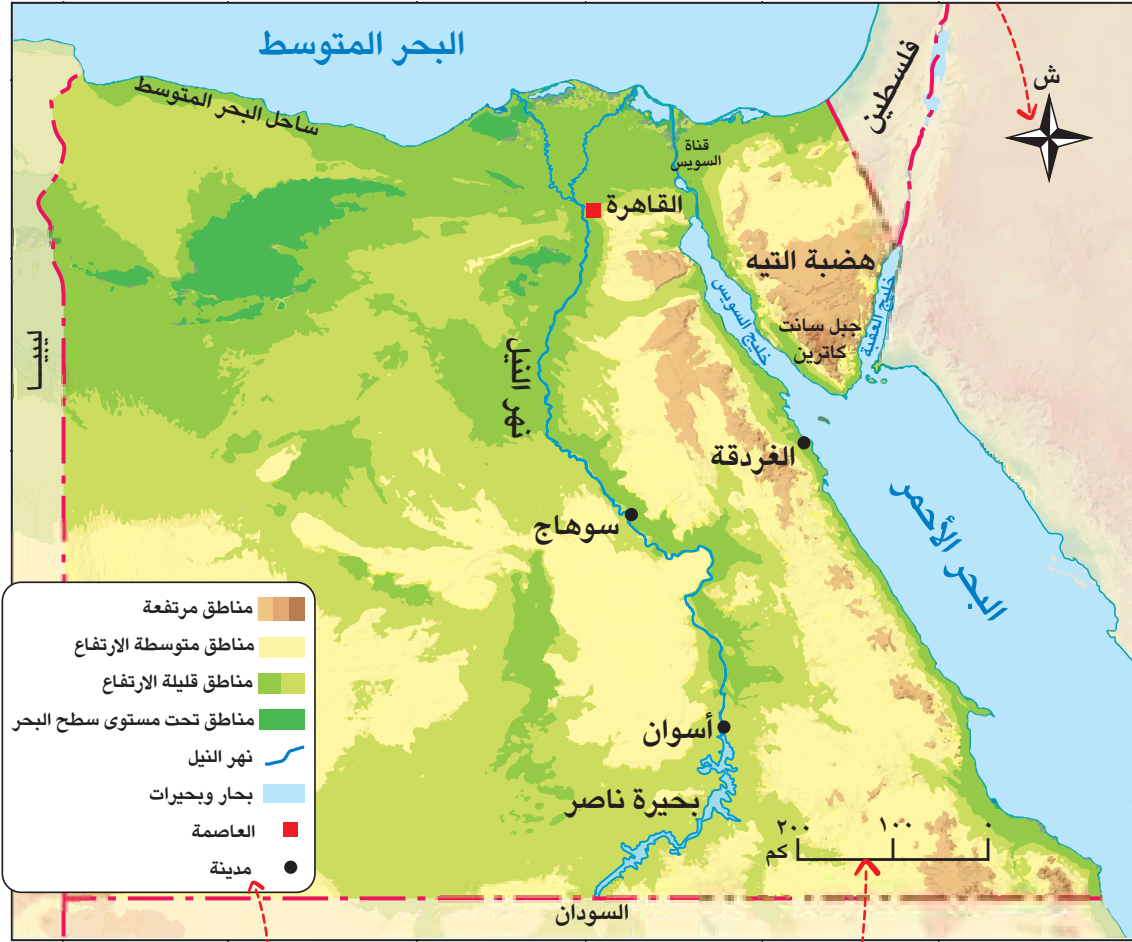 البحر المتوسط
ساحل البحر المتوسط
فلسطين
ش
قناة
السويس
القاهرة
هضبة التيه
خليج السويس
جبل سانت
كاترين
خليج العقبة
ليبيـــا
نهر النيل
الغردقة
سوهاج
البحر الأحمر
أسوان
بحيرة ناصر
٢٠٠ ١٠٠ ٠
كم
السودان
مناطق مرتفعة
مناطق متوسطة الارتفاع
مناطق قليلة الارتفاع
مناطق تحت مستوى سطح البحر
نهر النيل
بحار وبحيرات
العاصمة
مدينة